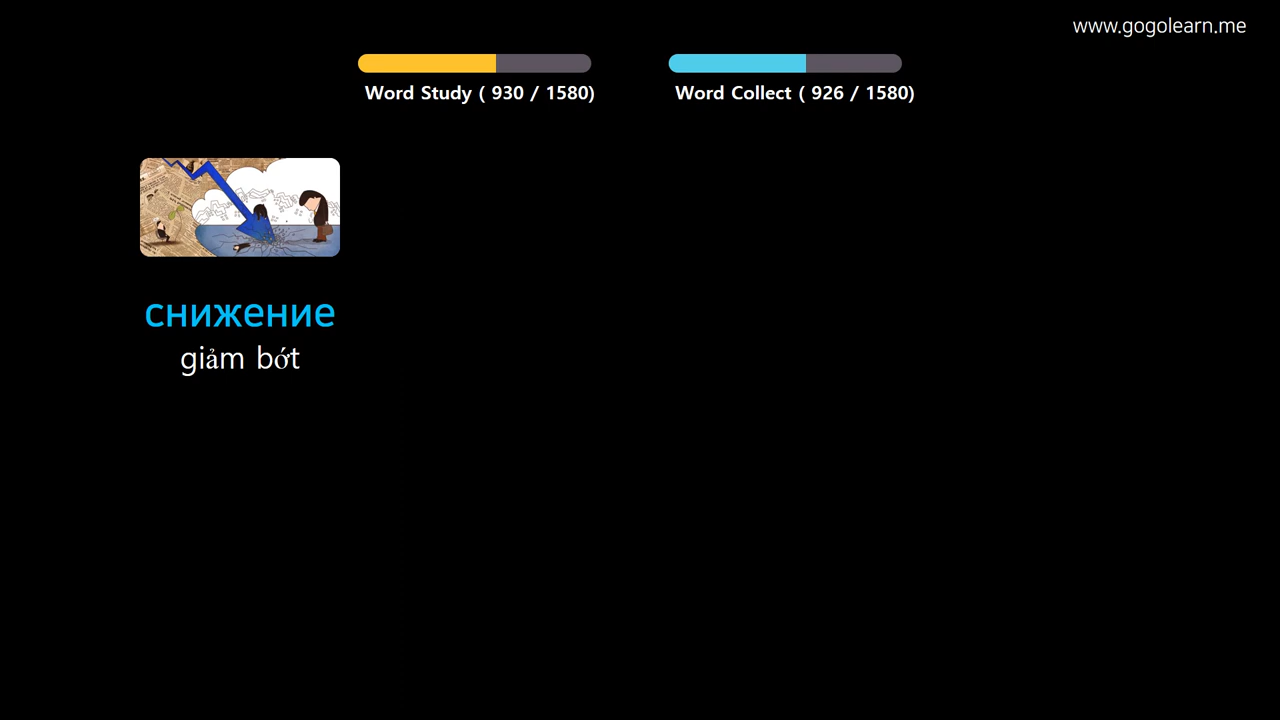 www.gogolearn.me
Word Study ( 930 / 1580)
Word Collect ( 926 / 1580)
снижение
giảm bớt